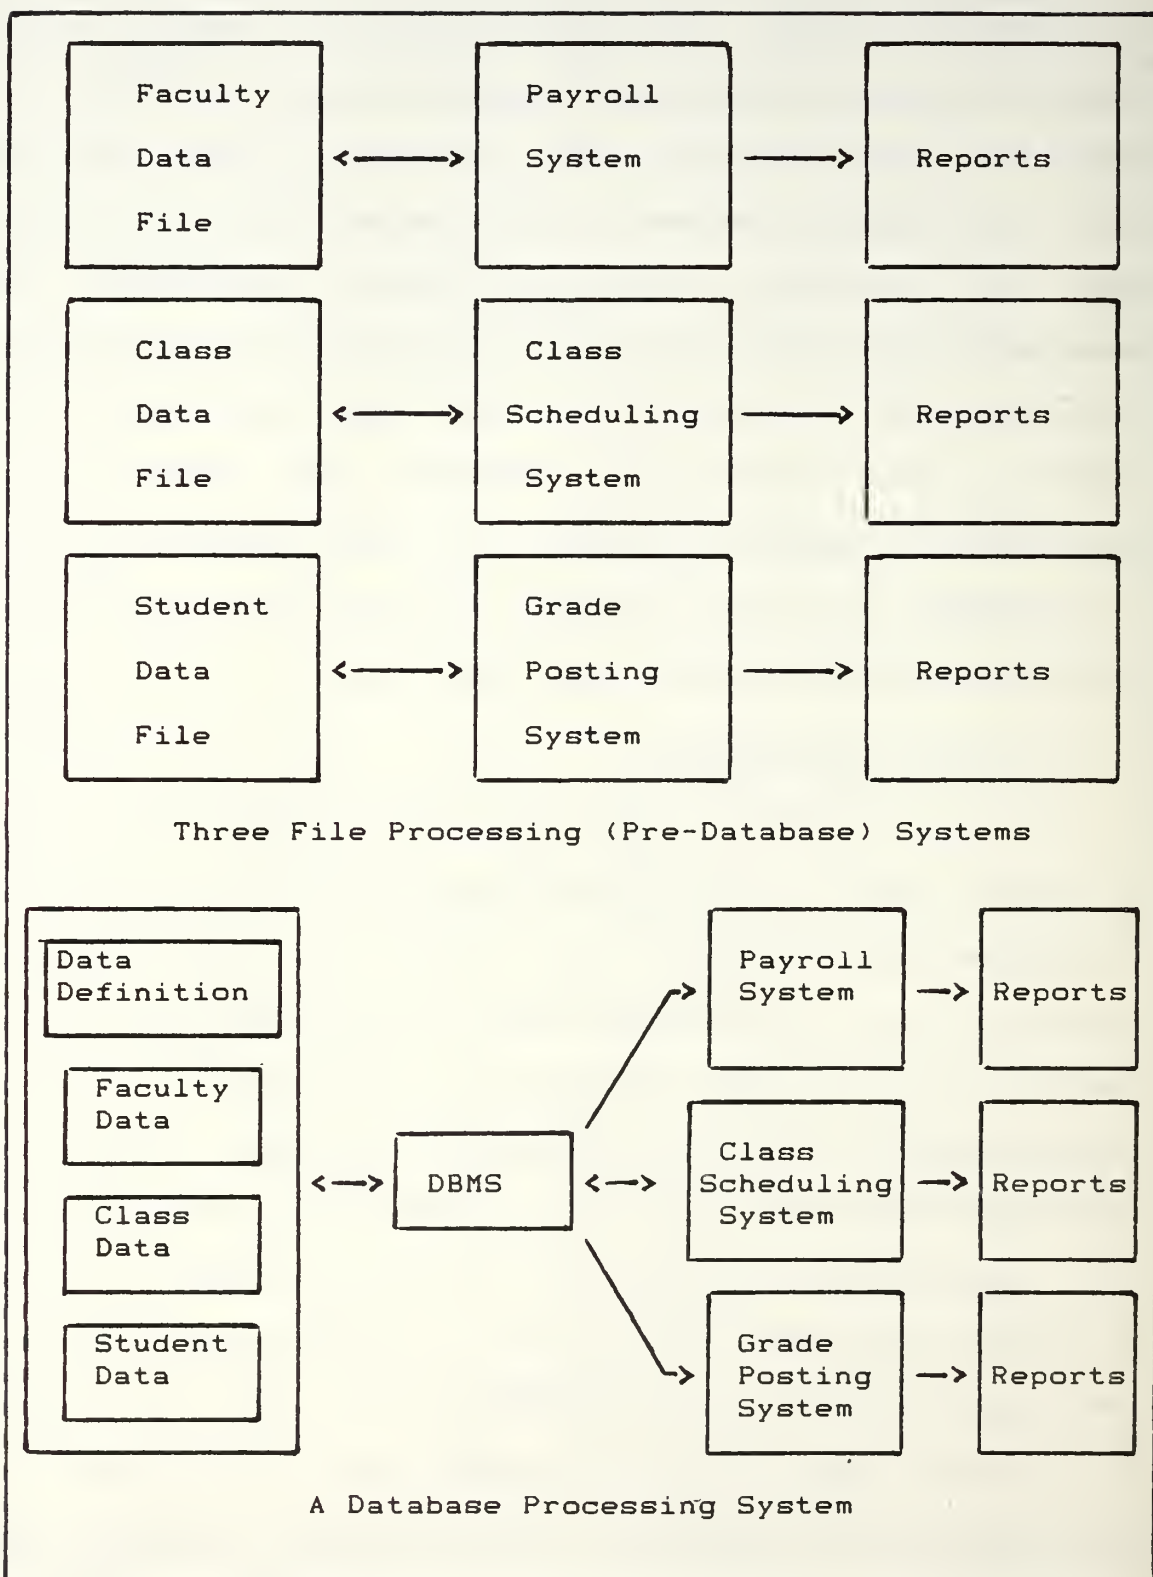 Faculty
Data
File
Payroll
System
Reports
Class
Data
File
Class
Scheduling
System
Reports
Student
Data
File
Grade
Posting
System
Reports
Three File Processing (Pre-Database) Systems
Data
Definition
Faculty
Data
Class
Data
Student
Data
DBMS
Payroll
System
Reports
Class
Scheduling
System
Reports
Grade
Posting
System
Reports
A Database Processing System